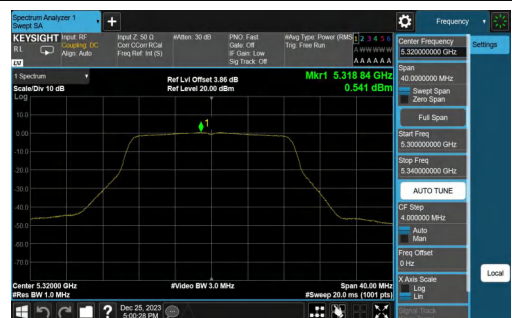 Spectrum Analyzer 1
Swept SA
Frequency
KEYSIGHT
Input: RF
Input Z: 50 Ω
#Atten: 30 dB
PNO: Fast
#Avg Type: Power (RMS
1 2 3 4 5 6
R L
Coupling: DC
Corr CCorr RCal
Gate: Off
Trig: Free Run
Align: Auto
Freq Ref: Int (S)
IF Gain: Low
A W W W W W
Sig Track: Off
A A A A A A
LXI
Center Frequency
5.320000000 GHz
Settings
1 Spectrum
Ref Lvl Offset 3.86 dB
Mkr1 5.318 84 GHz
Scale/Div 10 dB
Ref Level 20.00 dBm
0.541 dBm
Log
Span
40.0000000 MHz
Swept Span
Zero Span
Full Span
Start Freq
5.300000000 GHz
Stop Freq
5.340000000 GHz
AUTO TUNE
CF Step
4.000000 MHz
Auto
Man
Freq Offset
0 Hz
X Axis Scale
Log
Lin
Signal Track
Local
10.0
1
0.00
-10.0
-20.0
-30.0
-40.0
-50.0
-60.0
-70.0
Center 5.32000 GHz
#Video BW 3.0 MHz
Span 40.00 MHz
#Res BW 1.0 MHz
#Sweep 20.0 ms (1001 pts)
?
Dec 25, 2023
5:00:28 PM